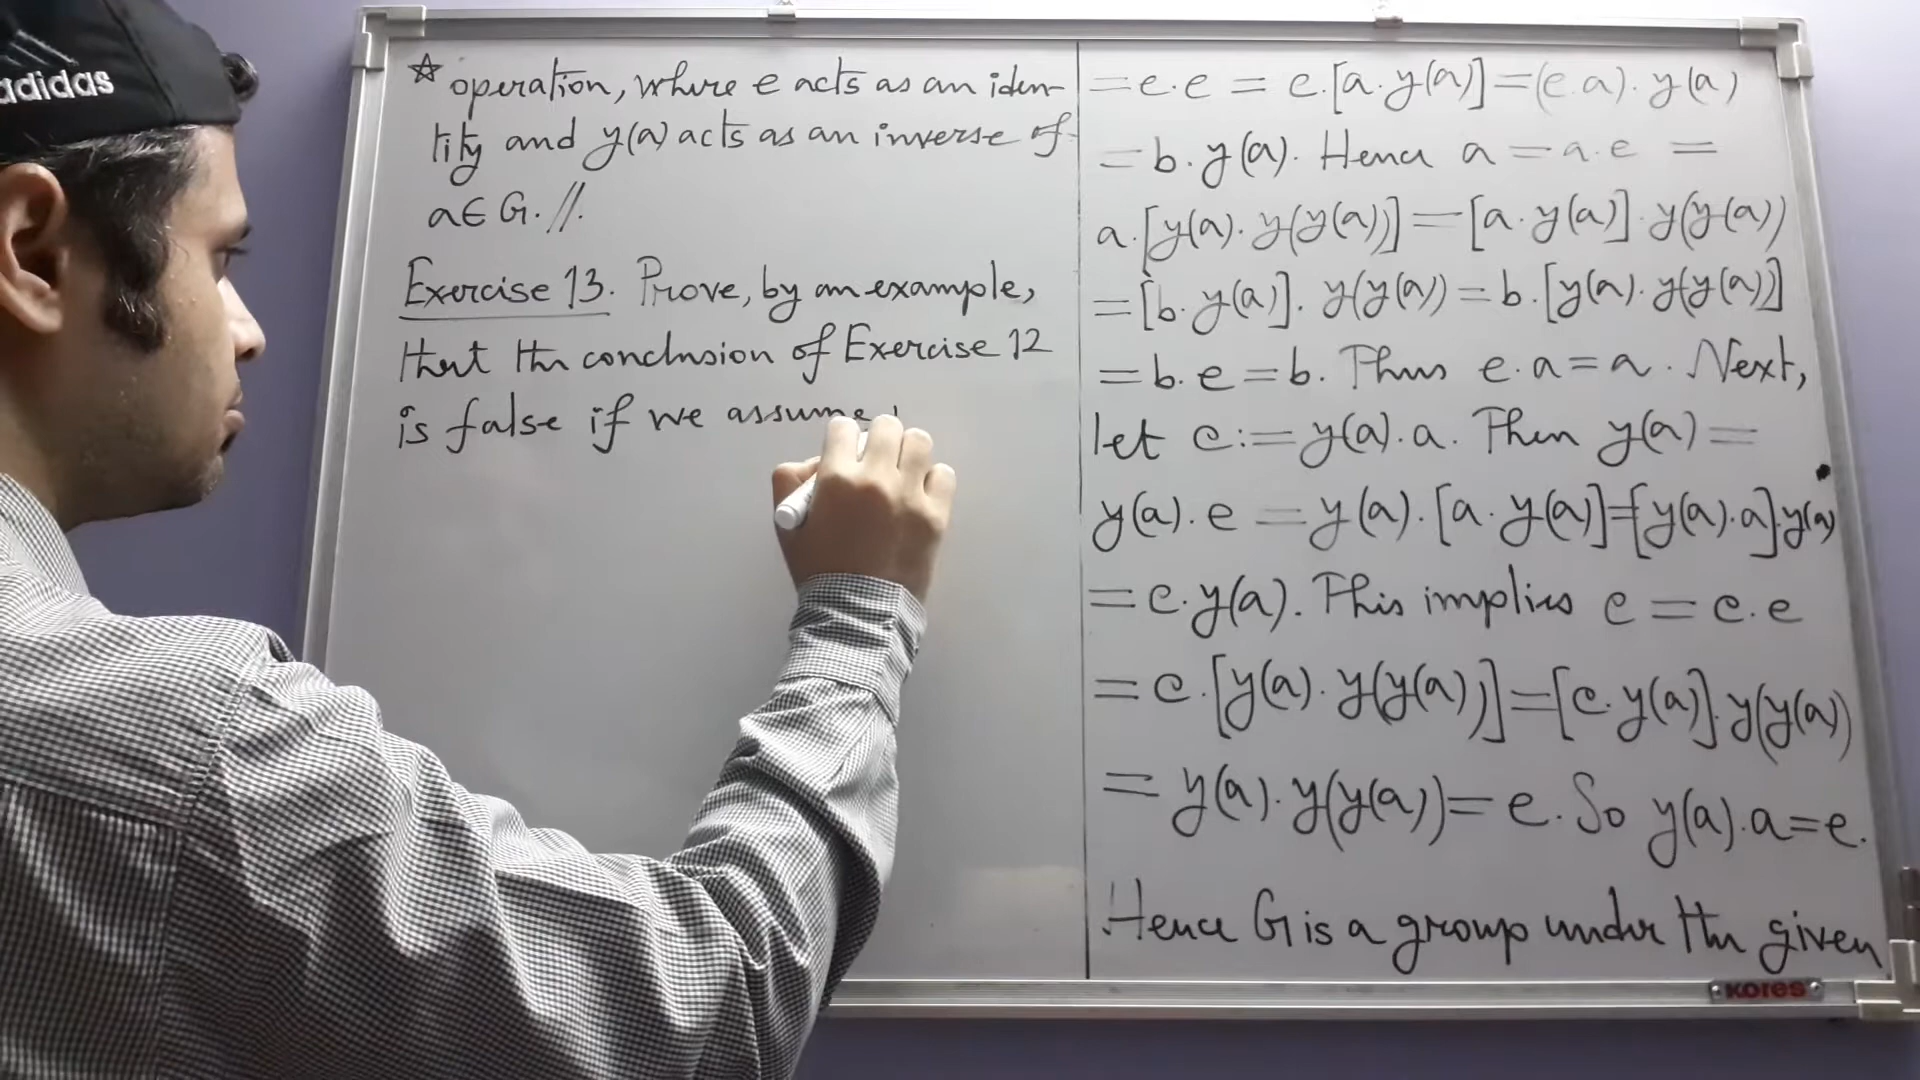 adidas
☆ operation, where e acts as an iden-
tity and y(a) acts as an inverse of
a∈G. //.
Exercise 13. Prove, by an example,
that the conclusion of Exercise 12
is false if we assume
= e.e = e.[a.y(a)]=(e.a).y(a)
= b.y(a). Hence a = a.e =
a.[y(a).y(y(a))] = [a.y(a)].y(y(a))
=[b.y(a)].y(y(a)) = b.[y(a).y(y(a))]
= b.e = b. Thus e.a = a. Next,
let c:= y(a).a. Then y(a) =
y(a).e = y(a).[a.y(a)]=[y(a).a].y(a)
= c.y(a). This implies c = c.e
= c.[y(a).y(y(a))]=[c.y(a)].y(y(a))
= y(a).y(y(a)) = e. So y(a).a=e.
Hence G is a group under the given
KORES